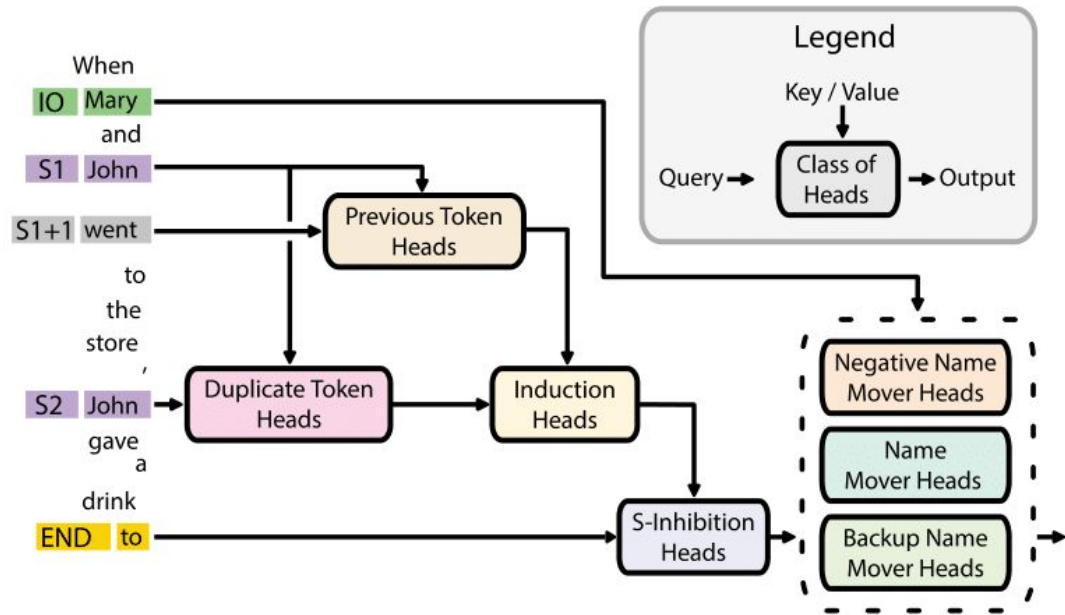 When
IO Mary
and
S1 John
S1+1 went
to
the
store
,
S2 John
gave
a
drink
END to
Previous Token
Heads
Duplicate Token
Heads
Induction
Heads
S-Inhibition
Heads
Negative Name
Mover Heads
Name
Mover Heads
Backup Name
Mover Heads
Legend
Key / Value
Query
Class of
Heads
Output